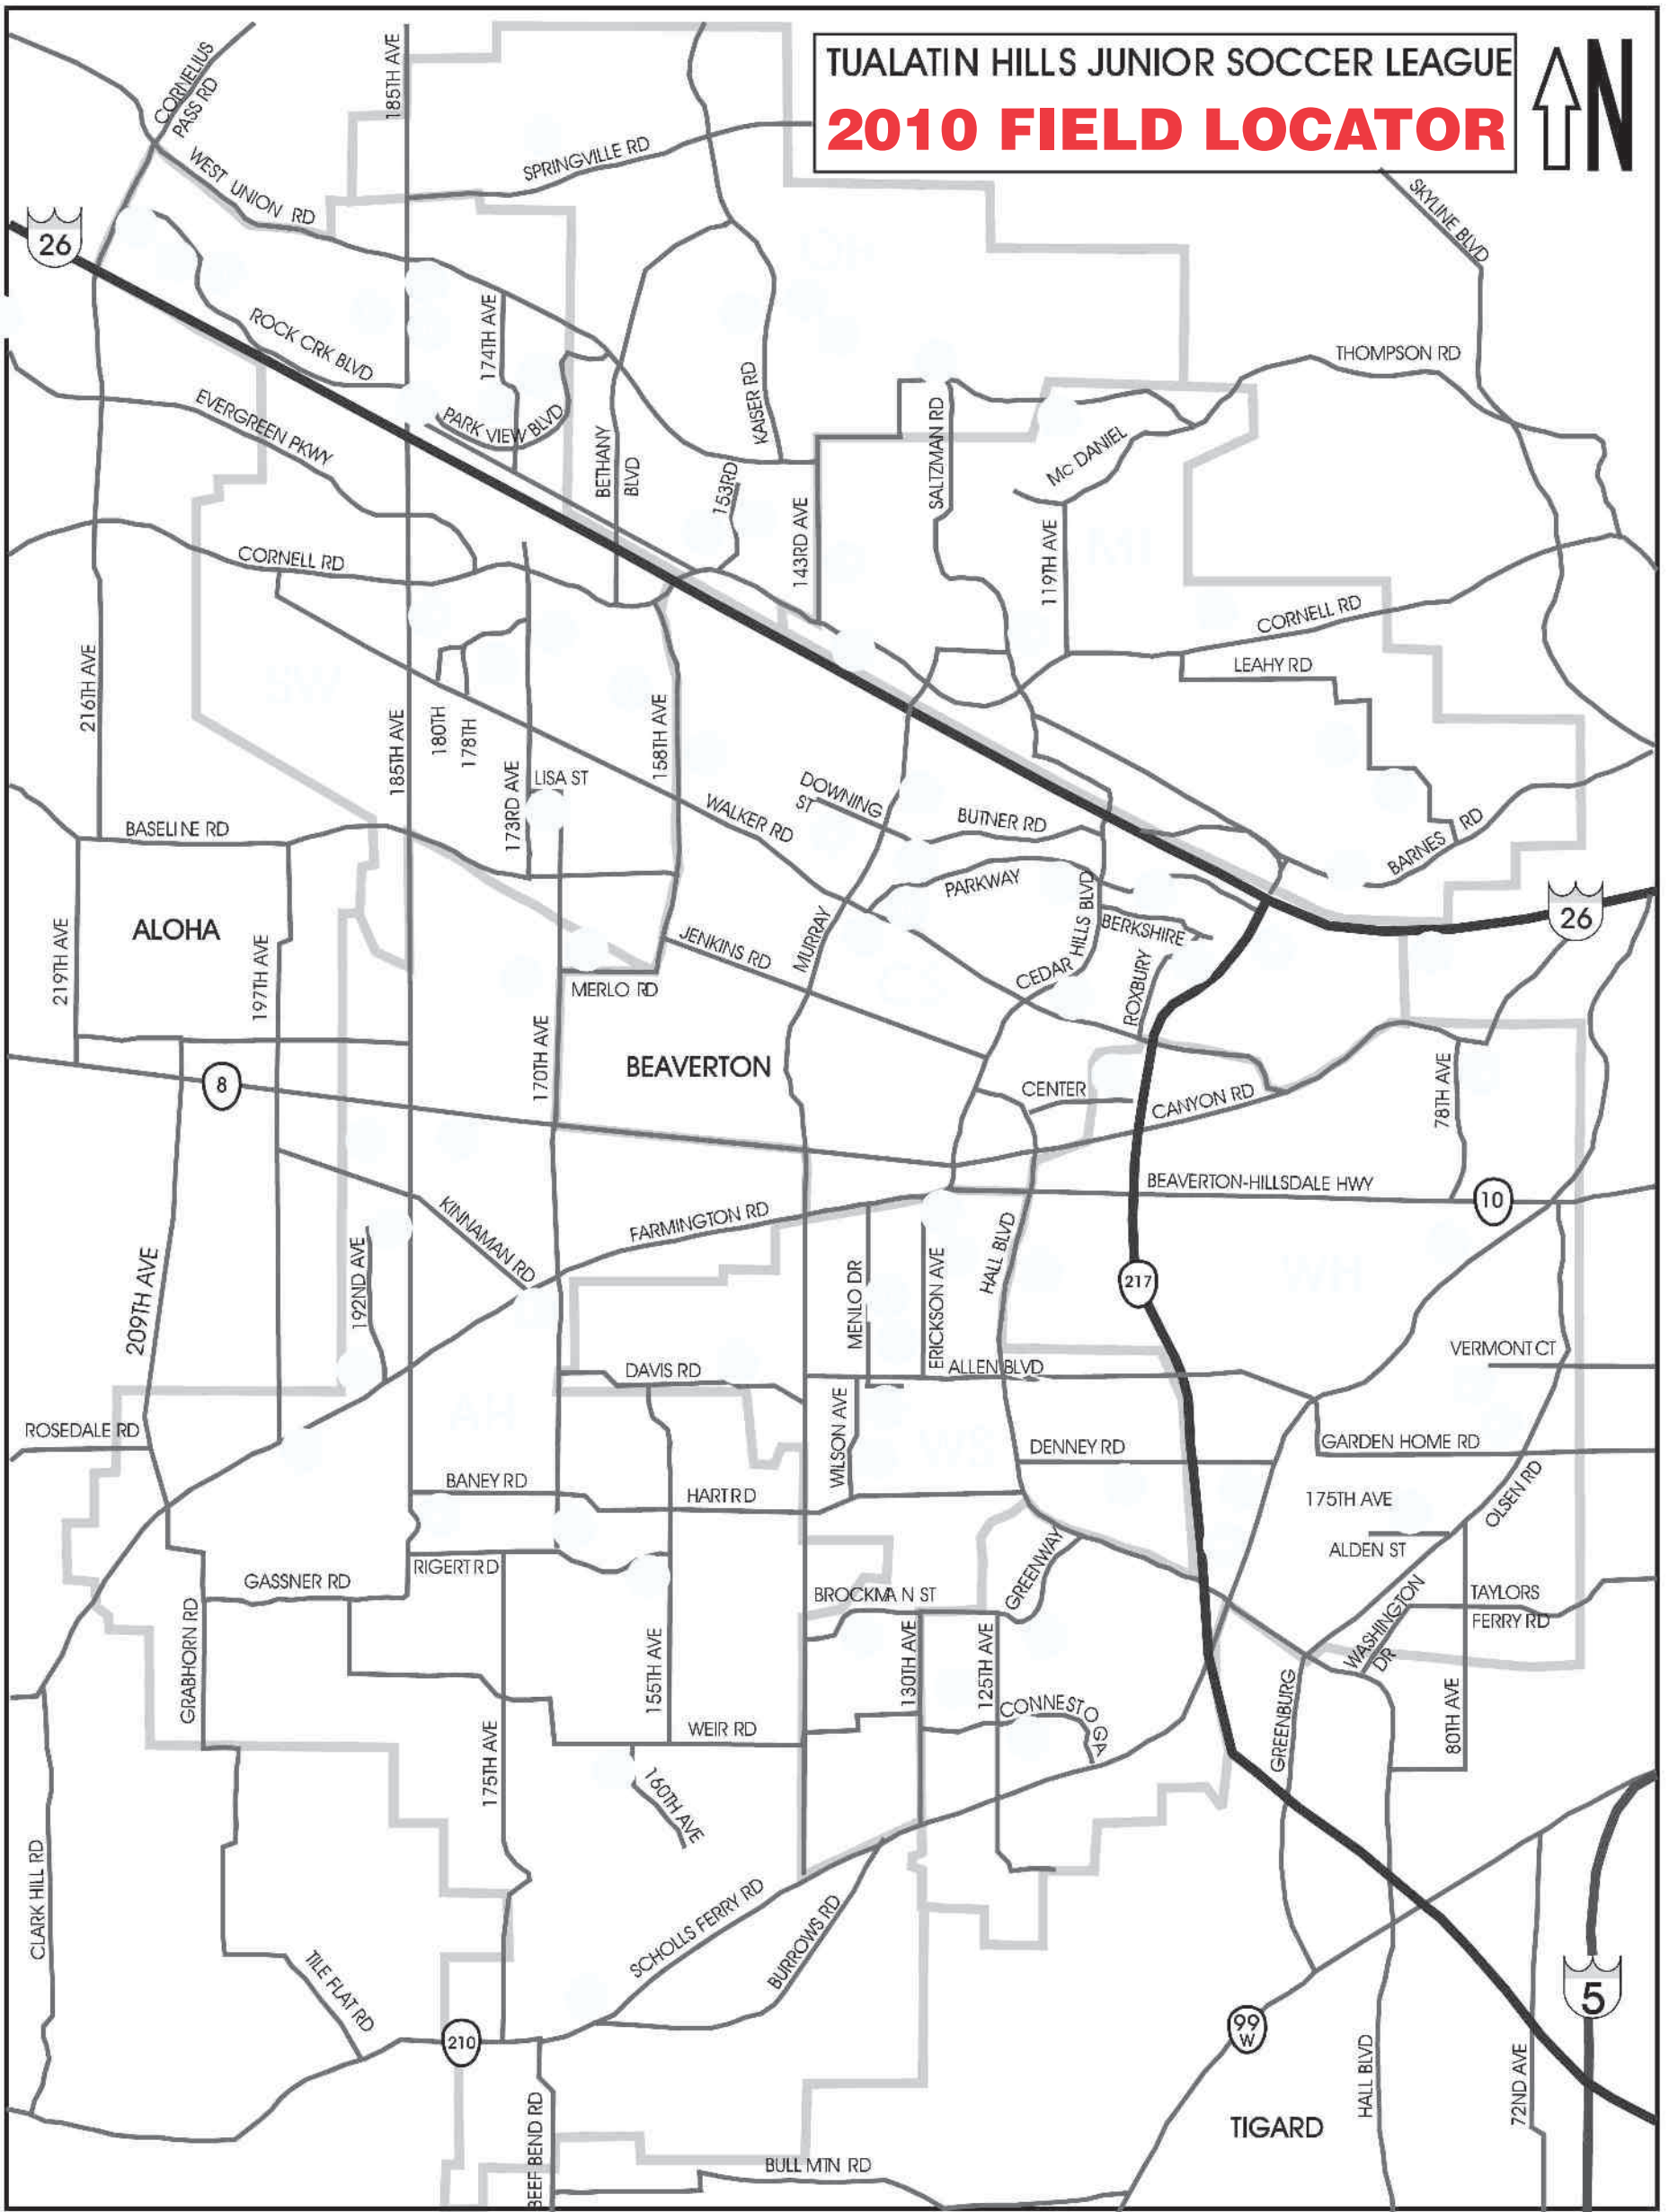 TUALATIN HILLS JUNIOR SOCCER LEAGUE
2010 FIELD LOCATOR
N
CORNELIUS
PASS RD
185TH AVE
SPRINGVILLE RD
WEST UNION RD
SKYLINE BLVD
26
174TH AVE
ROCK CRK BLVD
THOMPSON RD
KAISER RD
EVERGREEN PKWY
PARK VIEW BLVD
BETHANY
BLVD
SALTZMAN RD
Mc DANIEL
153RD
143RD AVE
MI
119TH AVE
CORNELL RD
CORNELL RD
LEAHY RD
216TH AVE
SW
185TH AVE
180TH
178TH
158TH AVE
173RD AVE
LISA ST
DOWNING
ST
WALKER RD
BUTNER RD
BASELINE RD
BARNES RD
PARKWAY
ALOHA
219TH AVE
197TH AVE
JENKINS RD
MURRAY
CEDAR HILLS BLVD
BERKSHIRE
26
ROXBURY
CS
MERLO RD
170TH AVE
BEAVERTON
8
CENTER
CANYON RD
78TH AVE
BEAVERTON-HILLSDALE HWY
10
KINNAMAN RD
FARMINGTON RD
192ND AVE
209TH AVE
MENLO DR
ERICKSON AVE
HALL BLVD
217
WH
VERMONT CT
DAVIS RD
ALLEN BLVD
AH
WS
WILSON AVE
ROSEDALE RD
DENNEY RD
GARDEN HOME RD
BANEY RD
HART RD
175TH AVE
OLSEN RD
ALDEN ST
RIGERT RD
GASSNER RD
GREENWAY
BROCKMAN ST
TAYLORS
FERRY RD
WASHINGTON
DR
GRABHORN RD
155TH AVE
130TH AVE
125TH AVE
CONNESTOGA
GREENBURG
80TH AVE
WEIR RD
175TH AVE
160TH AVE
CLARK HILL RD
SCHOLLS FERRY RD
BURROWS RD
TILE FLAT RD
5
210
99
W
HALL BLVD
72ND AVE
BEEF BEND RD
TIGARD
BULL MTN RD